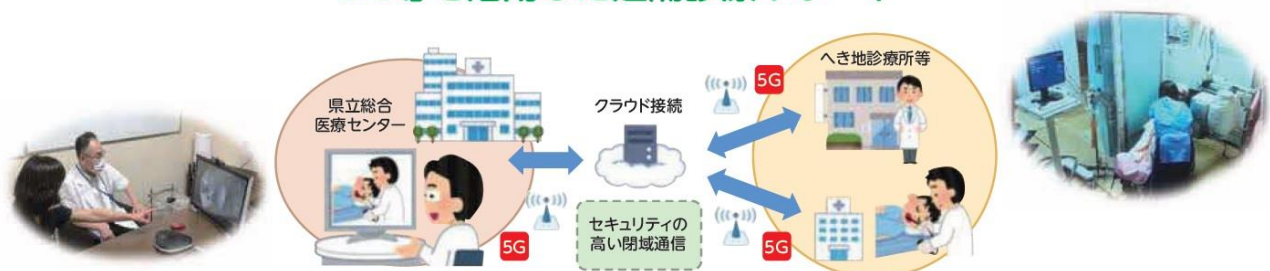 県立総合
医療センター
5G
クラウド接続
セキュリティの
高い閉域通信
5G
へき地診療所等
5G